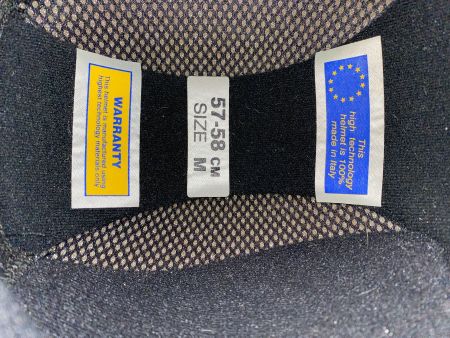 WARRANTY
This helmet is manufactured using
highest technology materials only
57-58 CM
SIZE M
This
high technology
helmet is 100%
made in Italy